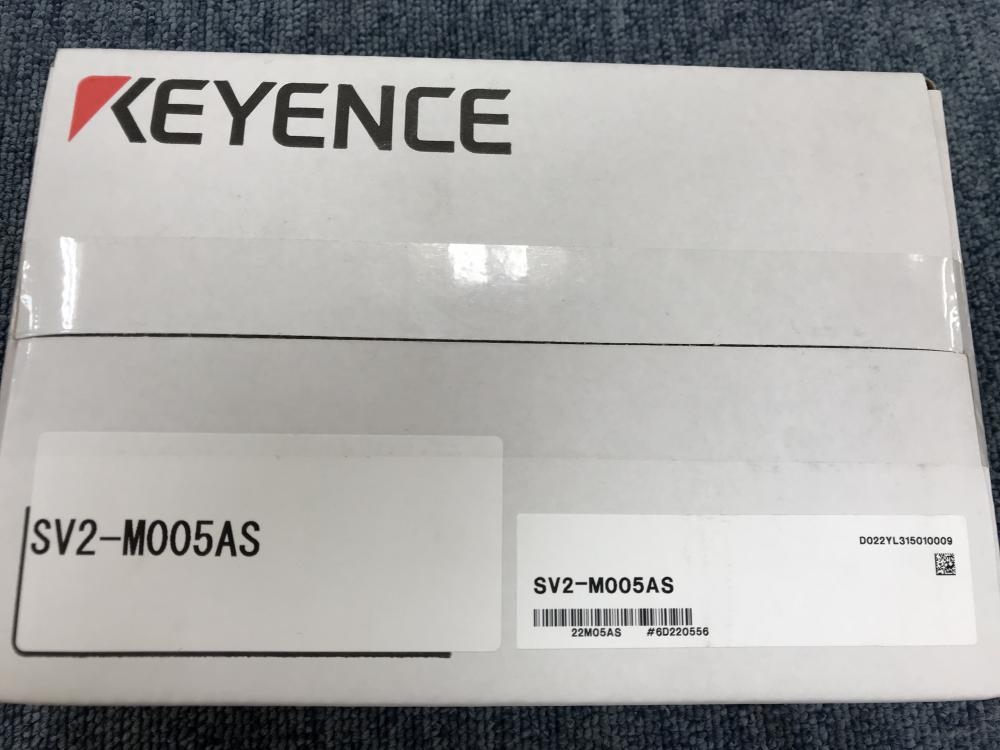 KEYENCE
SV2-M005AS
D022YL315010009
SV2-M005AS
22M05AS #6D220556